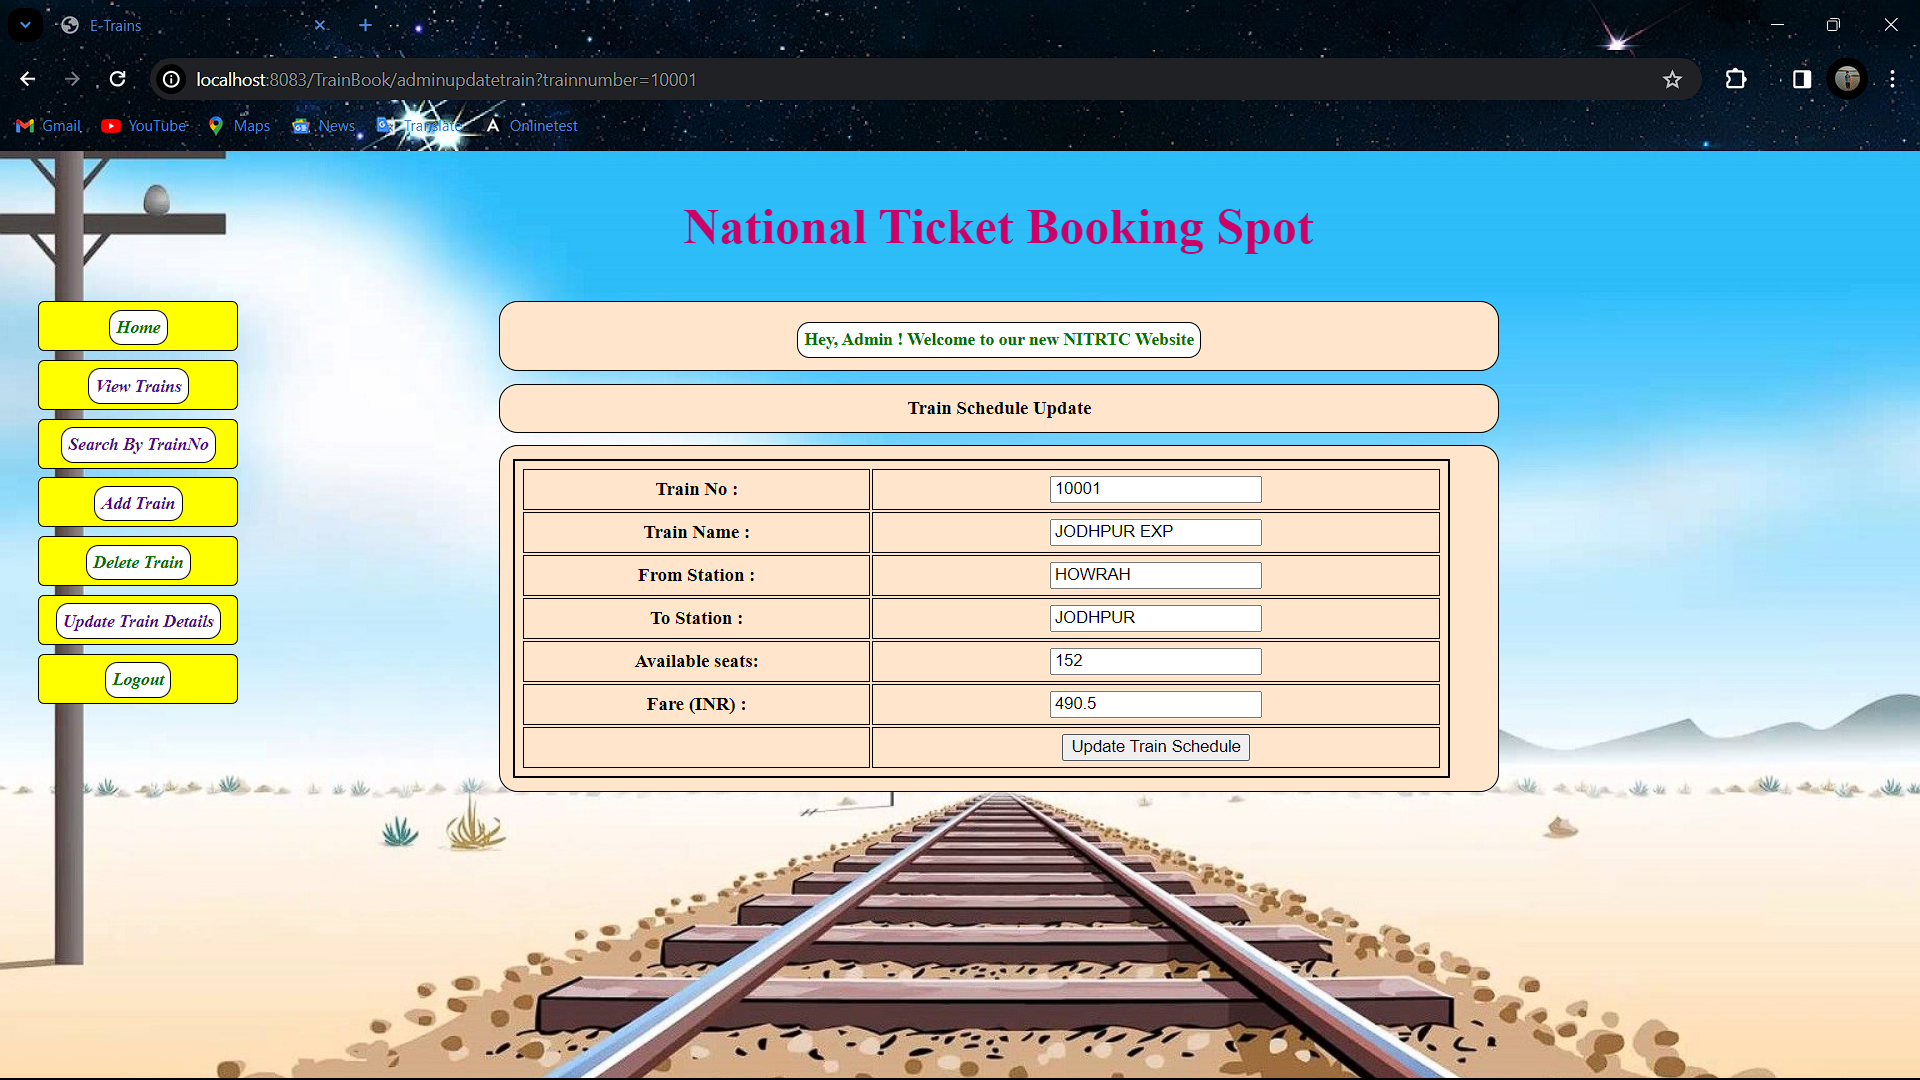 E-Trains
localhost:8083/TrainBook/adminupdatetrain?trainnumber=10001
Gmail YouTube Maps News Translate Onlinetest
National Ticket Booking Spot
Home
View Trains
Search By TrainNo
Add Train
Delete Train
Update Train Details
Logout
Hey, Admin ! Welcome to our new NITRTC Website
Train Schedule Update
Train No : 10001
Train Name : JODHPUR EXP
From Station : HOWRAH
To Station : JODHPUR
Available seats: 152
Fare (INR) : 490.5
Update Train Schedule